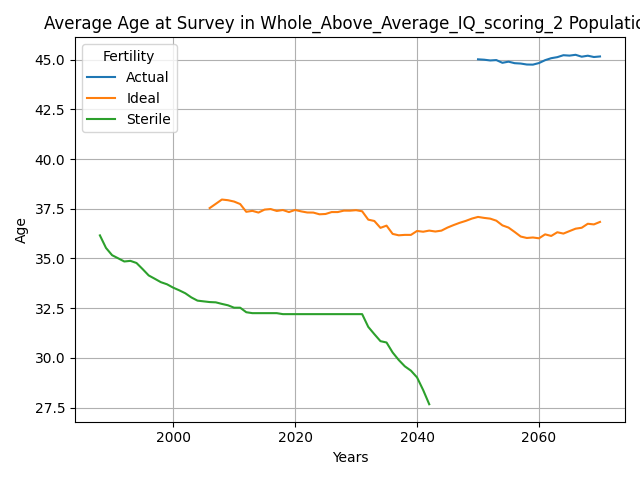 Average Age at Survey in Whole_Above_Average_IQ_scoring_2 Populatio
Fertility
Actual
Ideal
Sterile
45.0
42.5
40.0
37.5
35.0
32.5
30.0
27.5
Age
2000
2020
2040
2060
Years